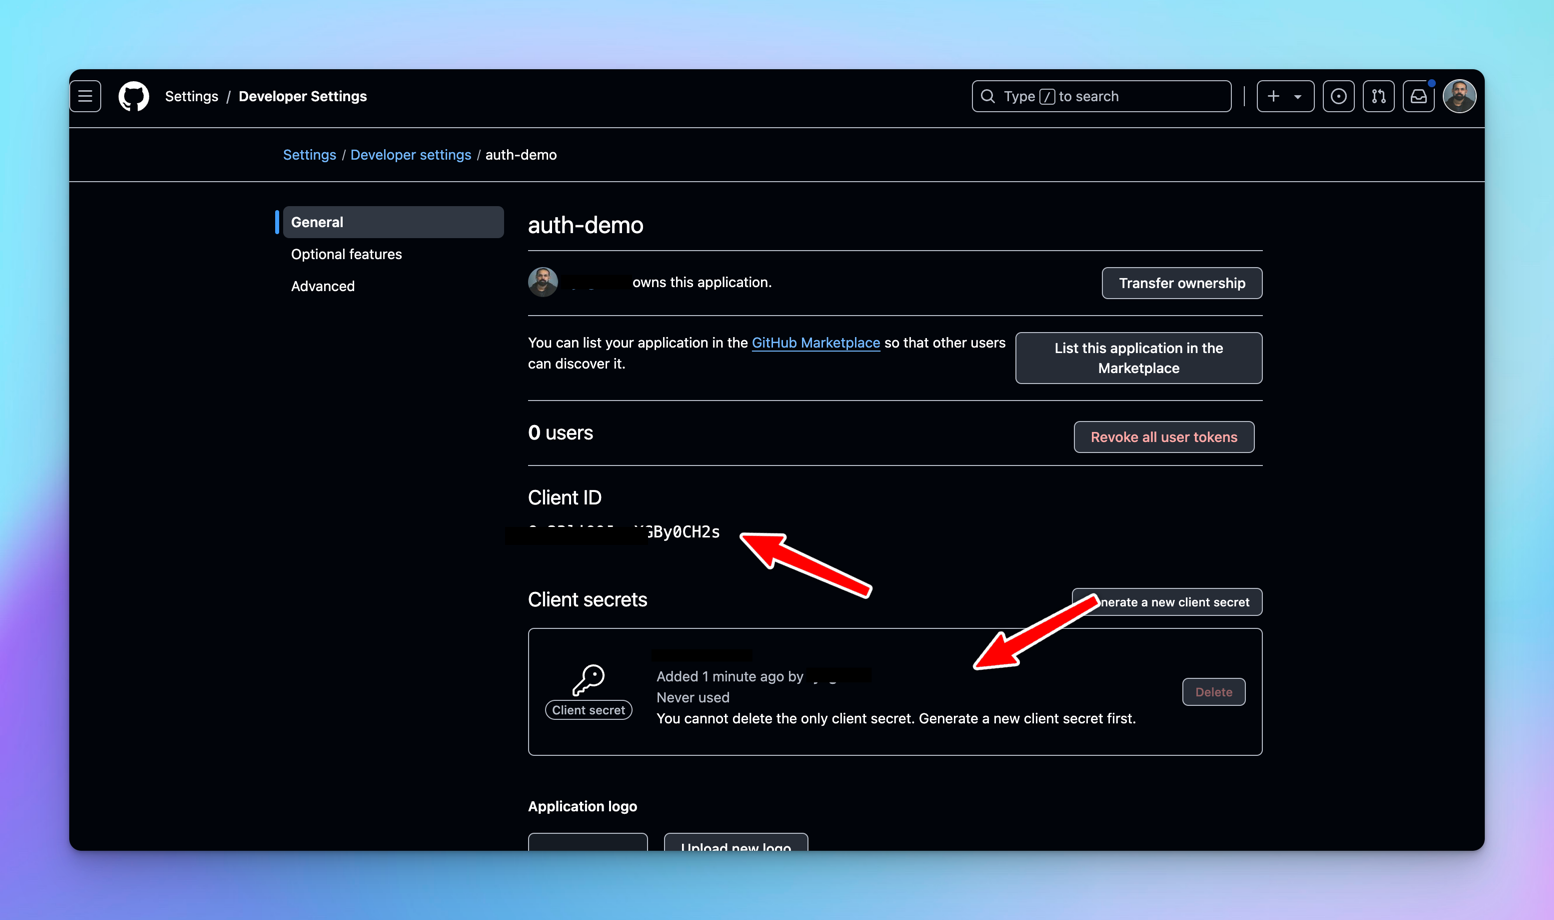 Settings / Developer Settings
Type / to search
Settings / Developer settings / auth-demo
General
Optional features
Advanced
auth-demo
owns this application.
Transfer ownership
You can list your application in the GitHub Marketplace so that other users
can discover it.
List this application in the
Marketplace
0 users
Revoke all user tokens
Client ID
GBy0CH2s
Client secrets
nerate a new client secret
Client secret
Added 1 minute ago by
Never used
You cannot delete the only client secret. Generate a new client secret first.
Delete
Application logo
Upload new logo